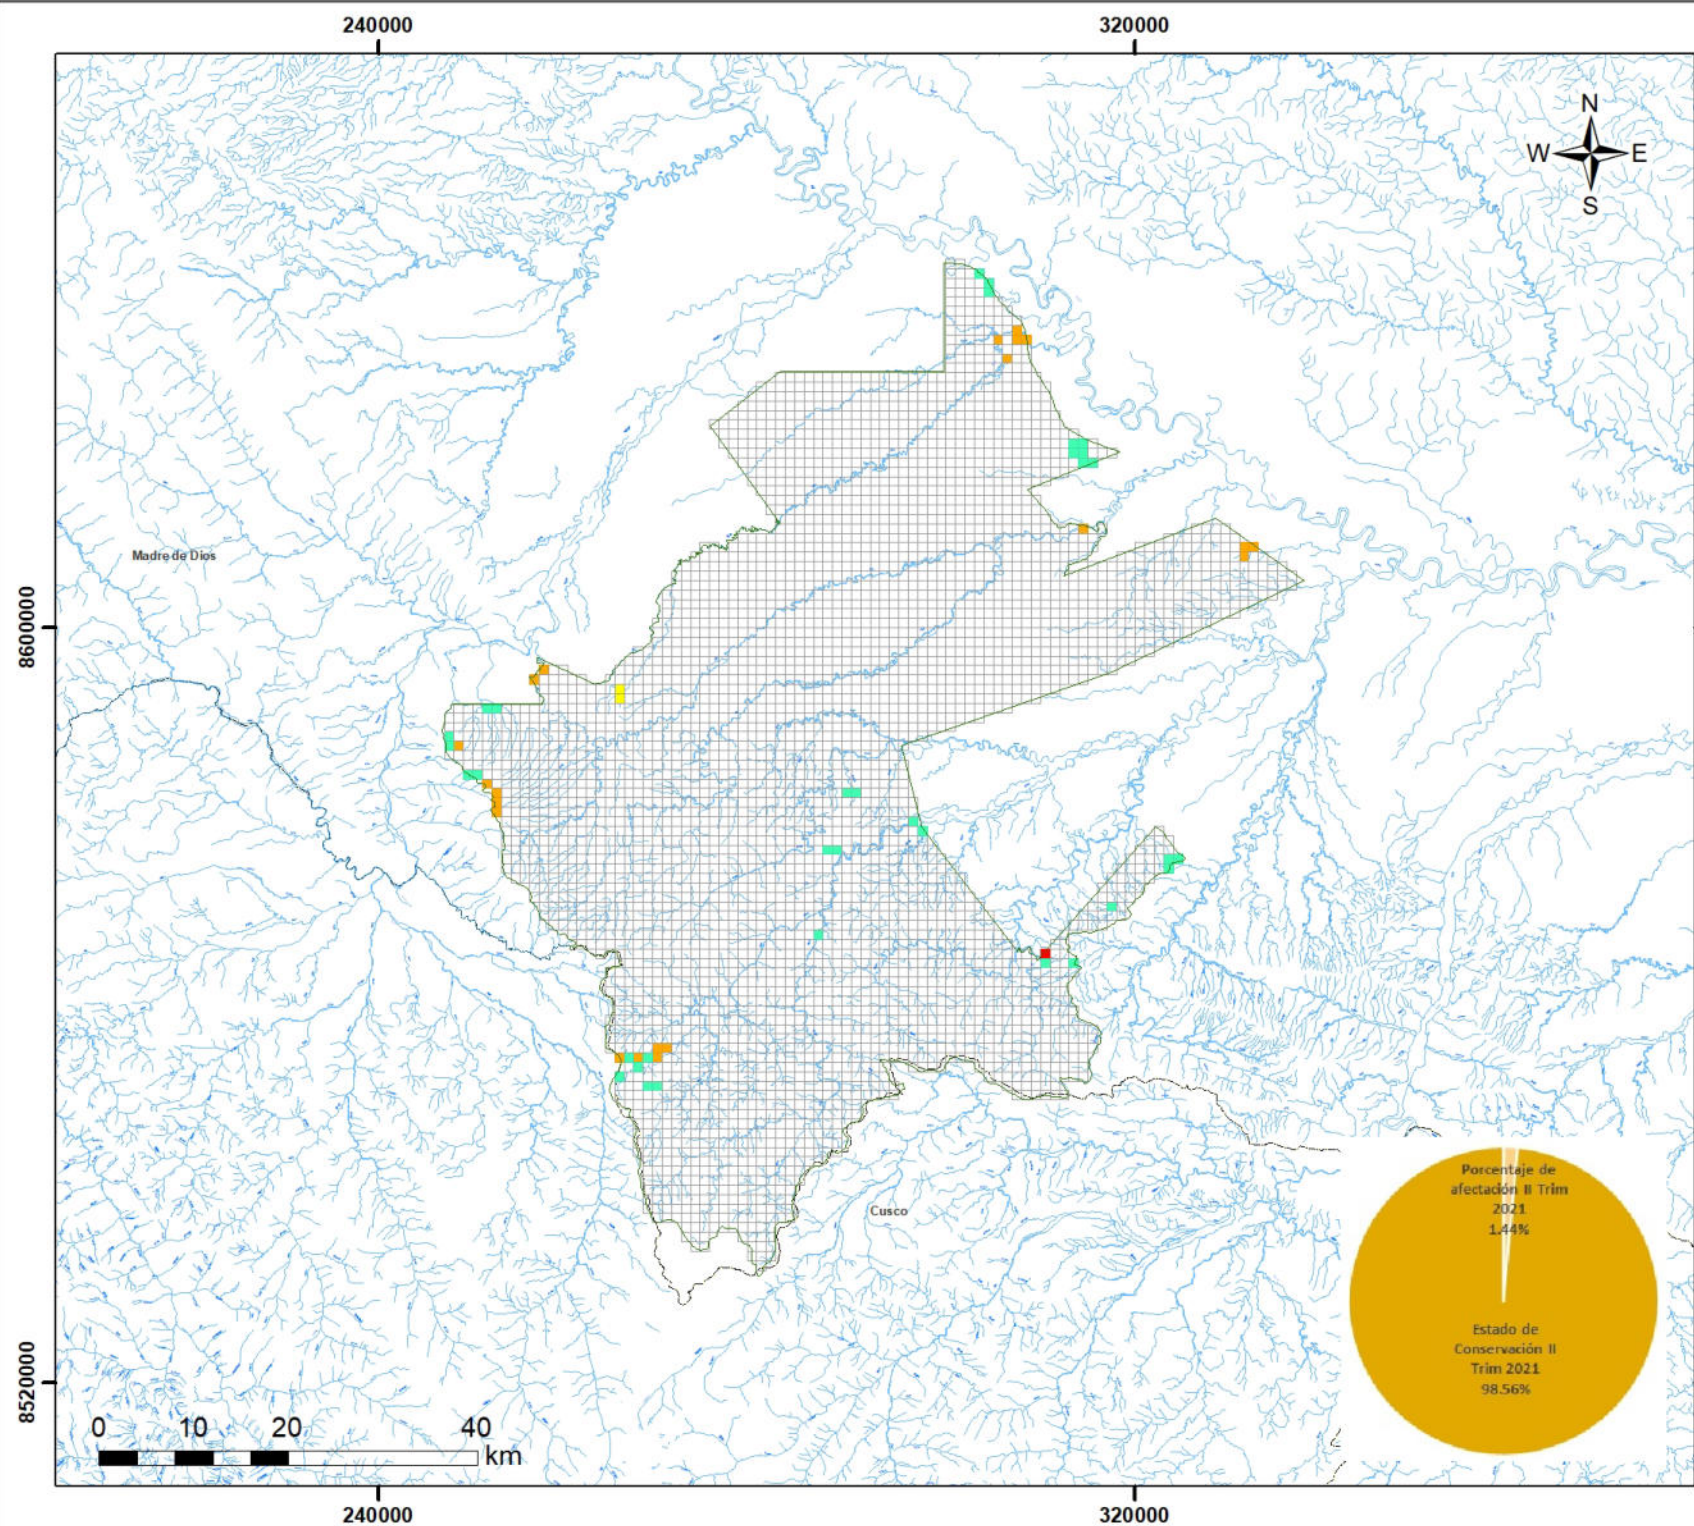 240000
320000
N
W
E
S
Madre de Dios
8600000
Porcentaje de
afectación II Trim
2021
1.44%
Cusco
Estado de
Conservación II
Trim 2021
98.56%
8520000
0
10
20
40
km
240000
320000